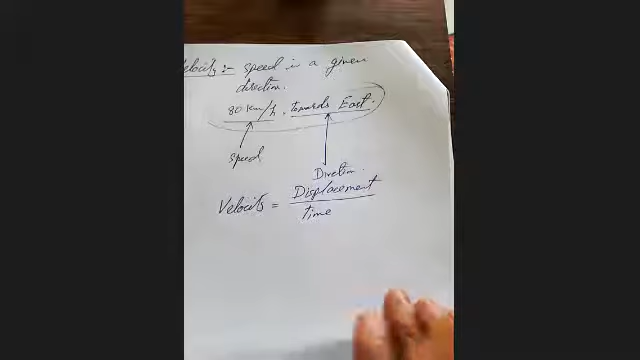 Velocity :- speed in a given
direction.
80 Km/h . towards East.
speed
Direction.
Velocity = Displacement
time